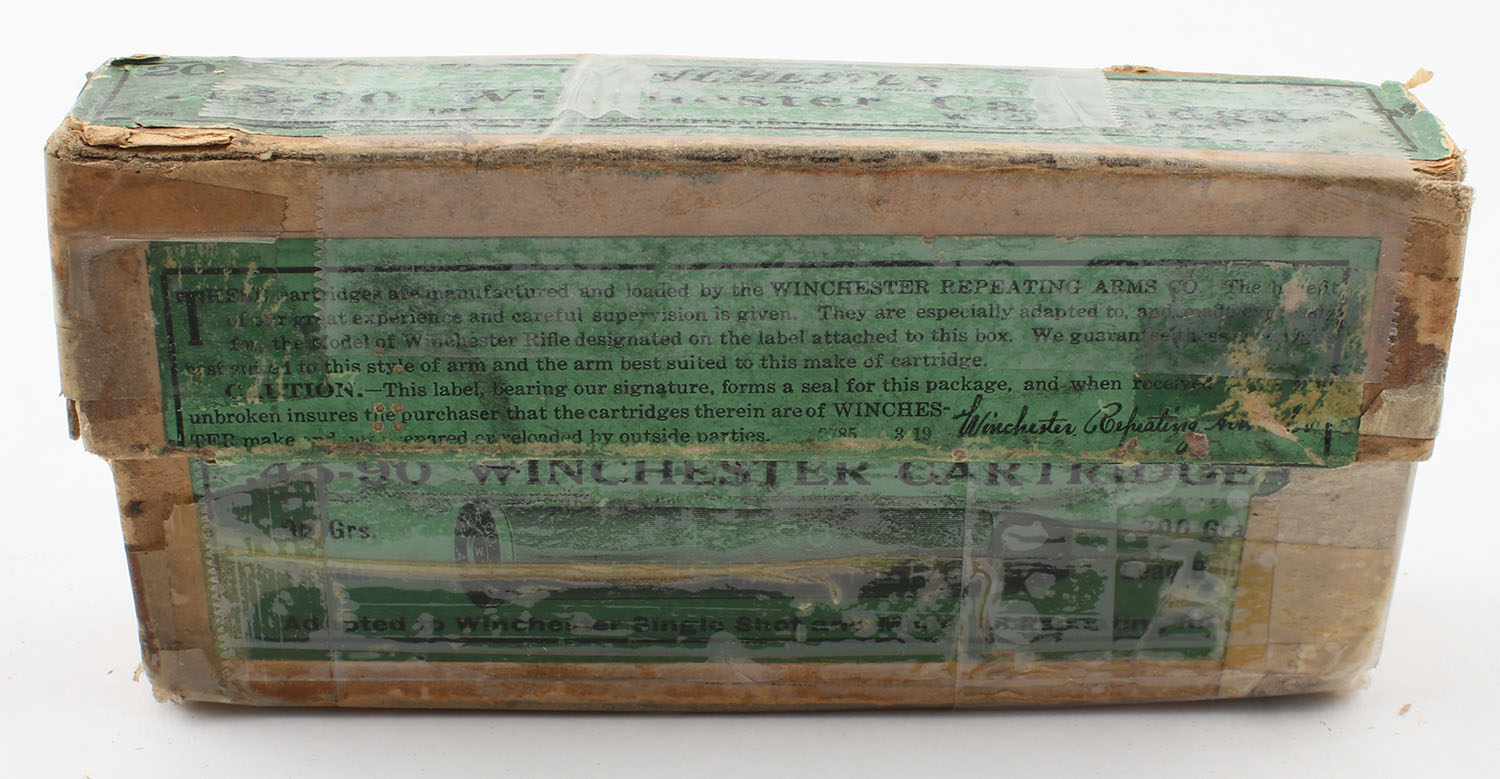 20
-90 Winchester
THESE cartridges are manufactured and loaded by the WINCHESTER REPEATING ARMS CO. The benefit
of our great experience and careful supervision is given. They are especially adapted to, and made
for the Model of Winchester Rifle designated on the label attached to this box. We guarantee
best suited to this style of arm and the arm best suited to this make of cartridge.
CAUTION.—This label, bearing our signature, forms a seal for this package, and when received
unbroken insures the purchaser that the cartridges therein are of WINCHES-
TER make and not prepared or reloaded by outside parties. 3 19 Winchester Repeating Arms
.45-90 WINCHESTER CARTRIDGE
Grs. 300 Gra
W
Adapted to Winchester Single Shot and